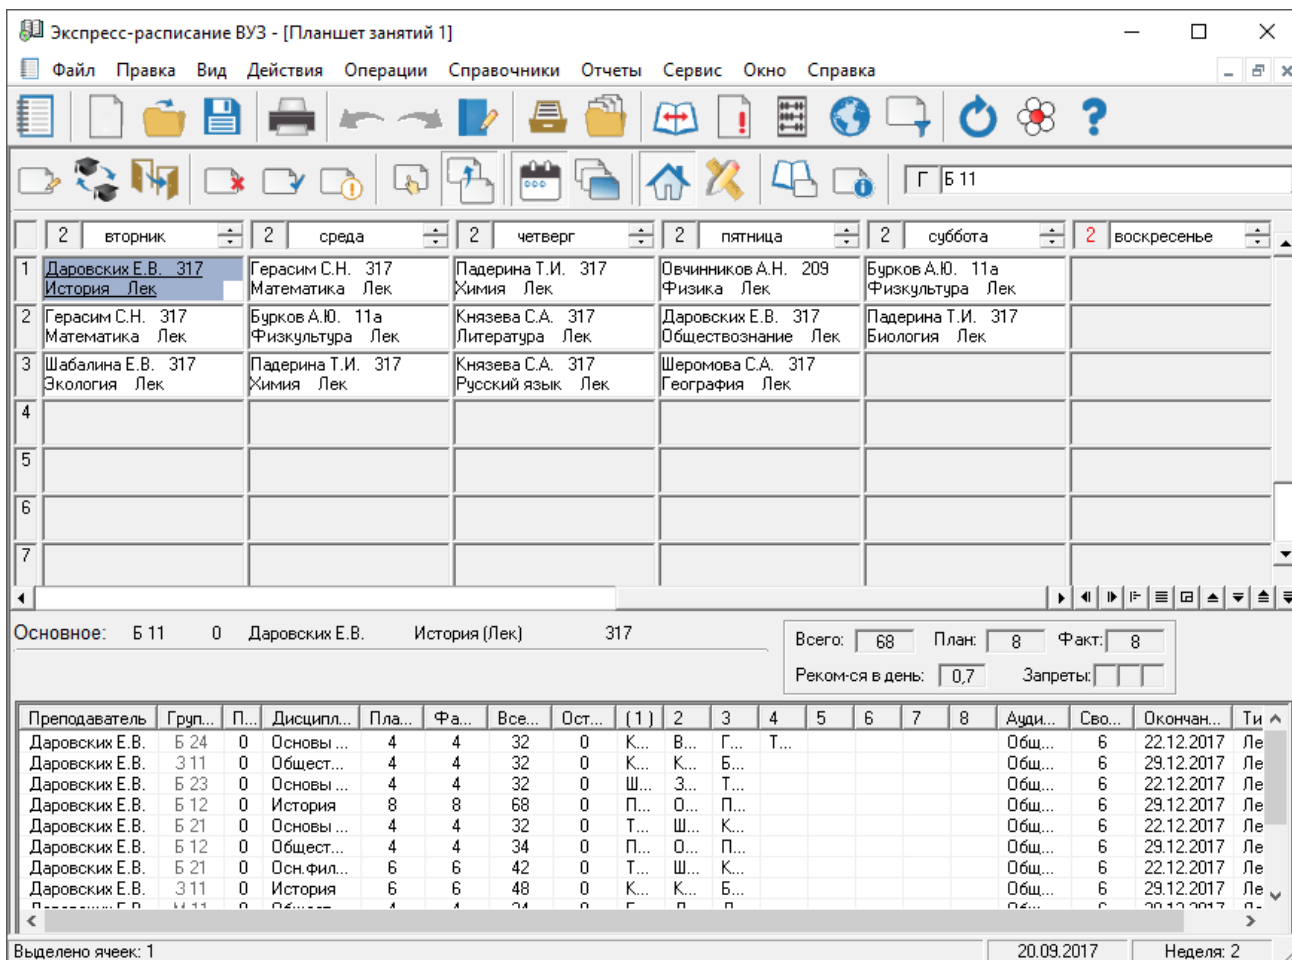 Экспресс-расписание ВУЗ - [Планшет занятий 1]
Файл Правка Вид Действия Операции Справочники Отчеты Сервис Окно Справка
Г Б 11
2 вторник 2 среда 2 четверг 2 пятница 2 суббота 2 воскресенье
1 Даровских Е.В. 317 Герасим С.Н. 317 Падерина Т.И. 317 Овчинников А.Н. 209 Бурков А.Ю. 11а
История Лек Математика Лек Химия Лек Физика Лек Физкультура Лек
2 Герасим С.Н. 317 Бурков А.Ю. 11а Князева С.А. 317 Даровских Е.В. 317 Падерина Т.И. 317
Математика Лек Физкультура Лек Литература Лек Обществознание Лек Биология Лек
3 Шабалина Е.В. 317 Падерина Т.И. 317 Князева С.А. 317 Шеромова С.А. 317
Экология Лек Химия Лек Русский язык Лек География Лек
4
5
6
7
Основное: Б 11 0 Даровских Е.В. История (Лек) 317
Всего: 68 План: 8 Факт: 8
Реком-ся в день: 0,7 Запреты:
Преподаватель Груп... П... Дисципл... Пла... Фа... Все... Ост... (1) 2 3 4 5 6 7 8 Ауди... Сво... Окончан... Ти
Даровских Е.В. Б 24 0 Основы ... 4 4 32 0 К... В... Г... Т... Общ... 6 22.12.2017 Ле
Даровских Е.В. З 11 0 Общест... 4 4 32 0 К... К... Б... Общ... 6 29.12.2017 Ле
Даровских Е.В. Б 23 0 Основы ... 4 4 32 0 Ш... З... Т... Общ... 6 22.12.2017 Ле
Даровских Е.В. Б 12 0 История 8 8 68 0 П... О... П... Общ... 6 29.12.2017 Ле
Даровских Е.В. Б 21 0 Основы ... 4 4 32 0 Т... Ш... К... Общ... 6 22.12.2017 Ле
Даровских Е.В. Б 12 0 Общест... 4 4 34 0 П... О... П... Общ... 6 29.12.2017 Ле
Даровских Е.В. Б 21 0 Осн.фил... 6 6 42 0 Т... Ш... К... Общ... 6 22.12.2017 Ле
Даровских Е.В. З 11 0 История 6 6 48 0 К... К... Б... Общ... 6 29.12.2017 Ле
Выделено ячеек: 1 20.09.2017 Неделя: 2